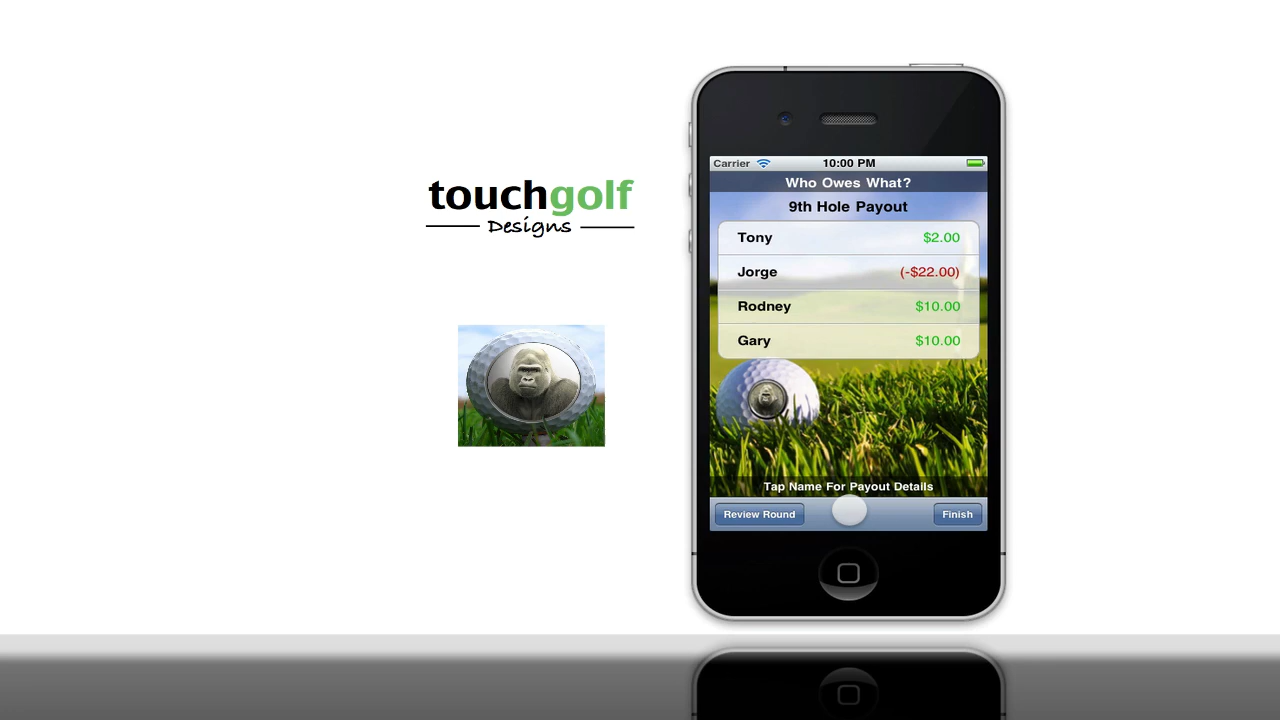 touchgolf
Designs
Carrier 10:00 PM
Who Owes What?
9th Hole Payout
Tony $2.00
Jorge (-$22.00)
Rodney $10.00
Gary $10.00
Tap Name For Payout Details
Review Round Finish